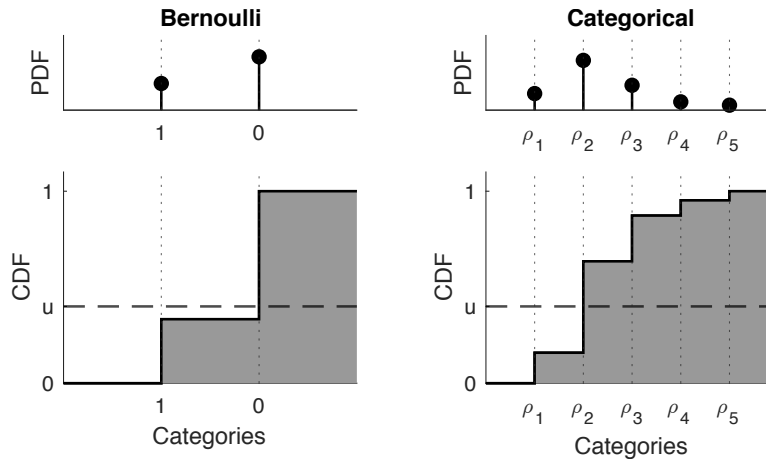 Bernoulli
PDF
1 0
1
CDF
u
0
1 0
Categories
Categorical
PDF
ρ1 ρ2 ρ3 ρ4 ρ5
1
CDF
u
0
ρ1 ρ2 ρ3 ρ4 ρ5
Categories